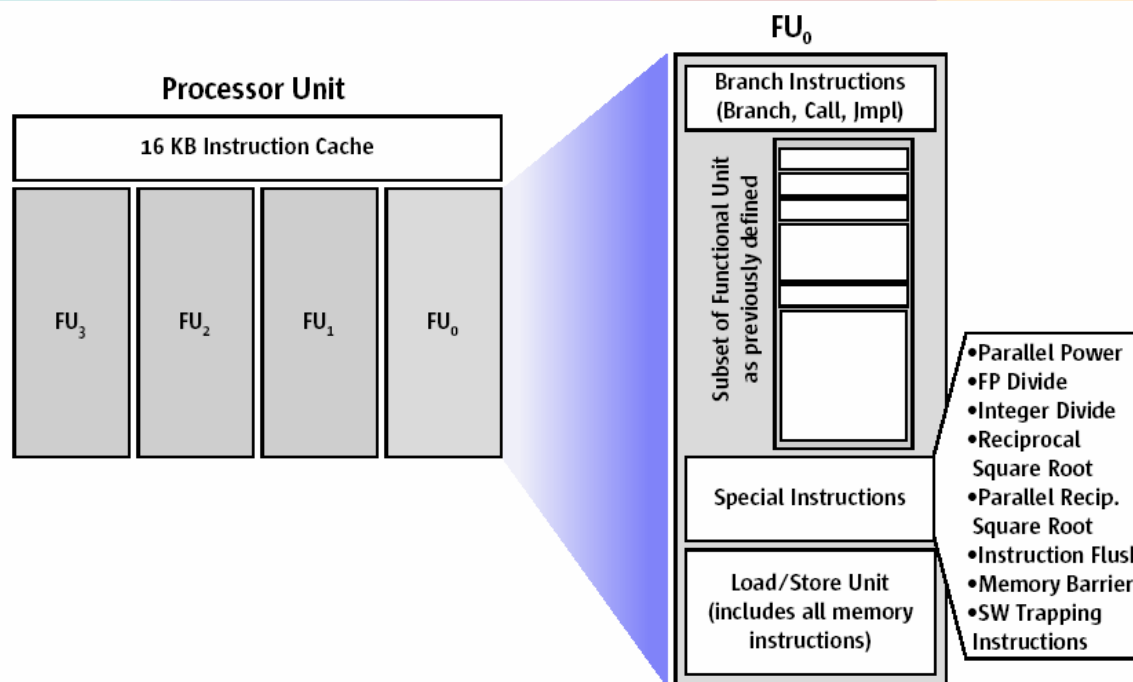 Processor Unit
16 KB Instruction Cache
FU3
FU2
FU1
FU0
FU0
Branch Instructions
(Branch, Call, Jmpl)
Subset of Functional Unit
as previously defined
Special Instructions
Load/Store Unit
(includes all memory
instructions)
•Parallel Power
•FP Divide
•Integer Divide
•Reciprocal
Square Root
•Parallel Recip.
Square Root
•Instruction Flush
•Memory Barrier
•SW Trapping
Instructions